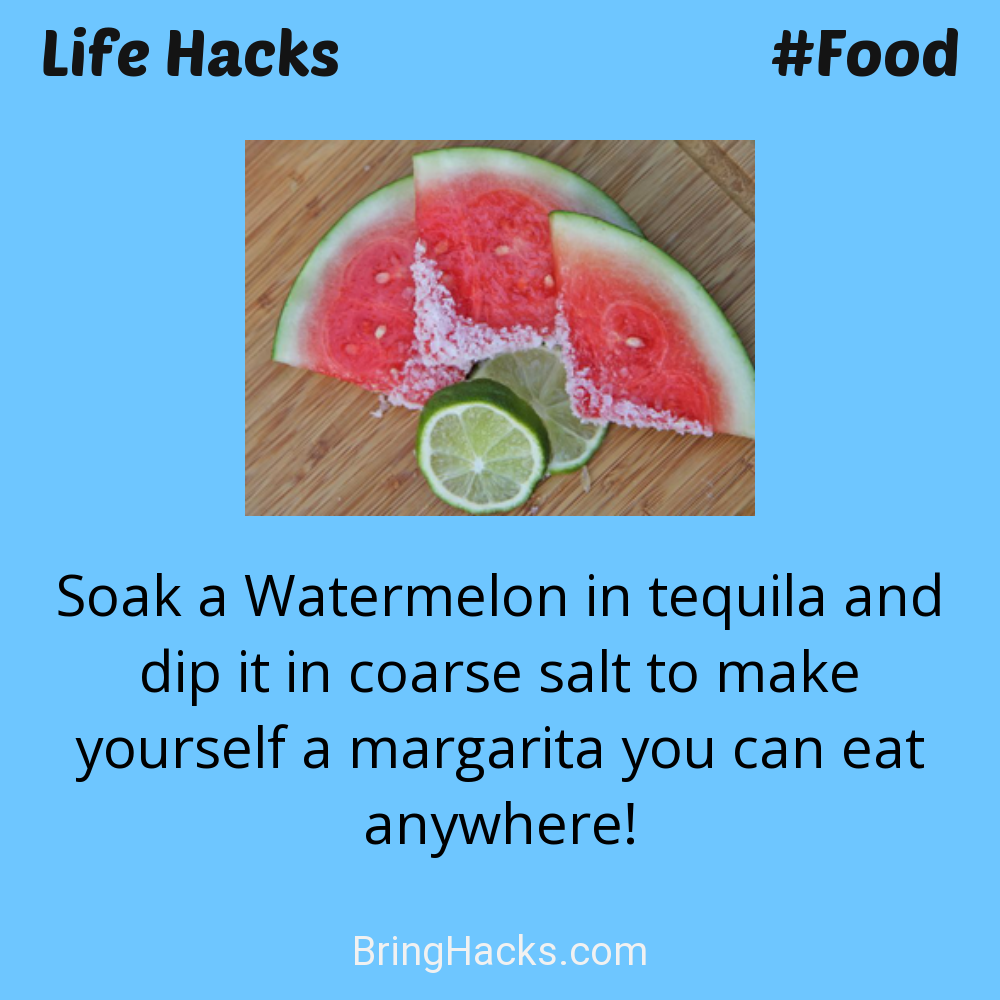 Life Hacks
#Food
Soak a Watermelon in tequila and
dip it in coarse salt to make
yourself a margarita you can eat
anywhere!
BringHacks.com